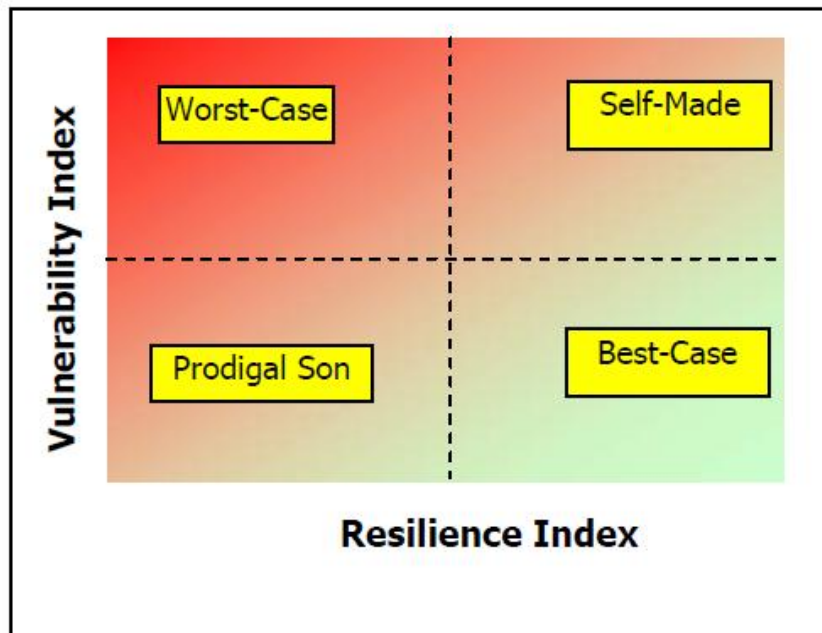 Worst-Case
Self-Made
Vulnerability Index
Prodigal Son
Best-Case
Resilience Index